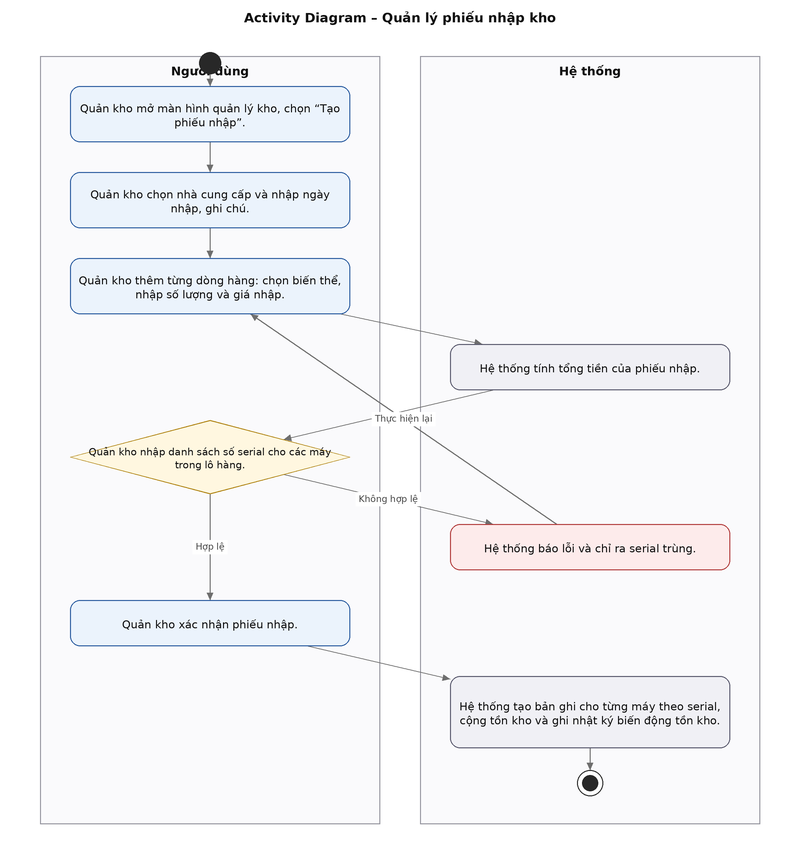 Activity Diagram – Quản lý phiếu nhập kho
Người dùng
Hệ thống
Quản kho mở màn hình quản lý kho, chọn “Tạo
phiếu nhập”.
Quản kho chọn nhà cung cấp và nhập ngày
nhập, ghi chú.
Quản kho thêm từng dòng hàng: chọn biến thể,
nhập số lượng và giá nhập.
Hệ thống tính tổng tiền của phiếu nhập.
Thực hiện lại
Quản kho nhập danh sách số serial cho các máy
trong lô hàng.
Không hợp lệ
Hợp lệ
Hệ thống báo lỗi và chỉ ra serial trùng.
Quản kho xác nhận phiếu nhập.
Hệ thống tạo bản ghi cho từng máy theo serial,
cộng tồn kho và ghi nhật ký biến động tồn kho.